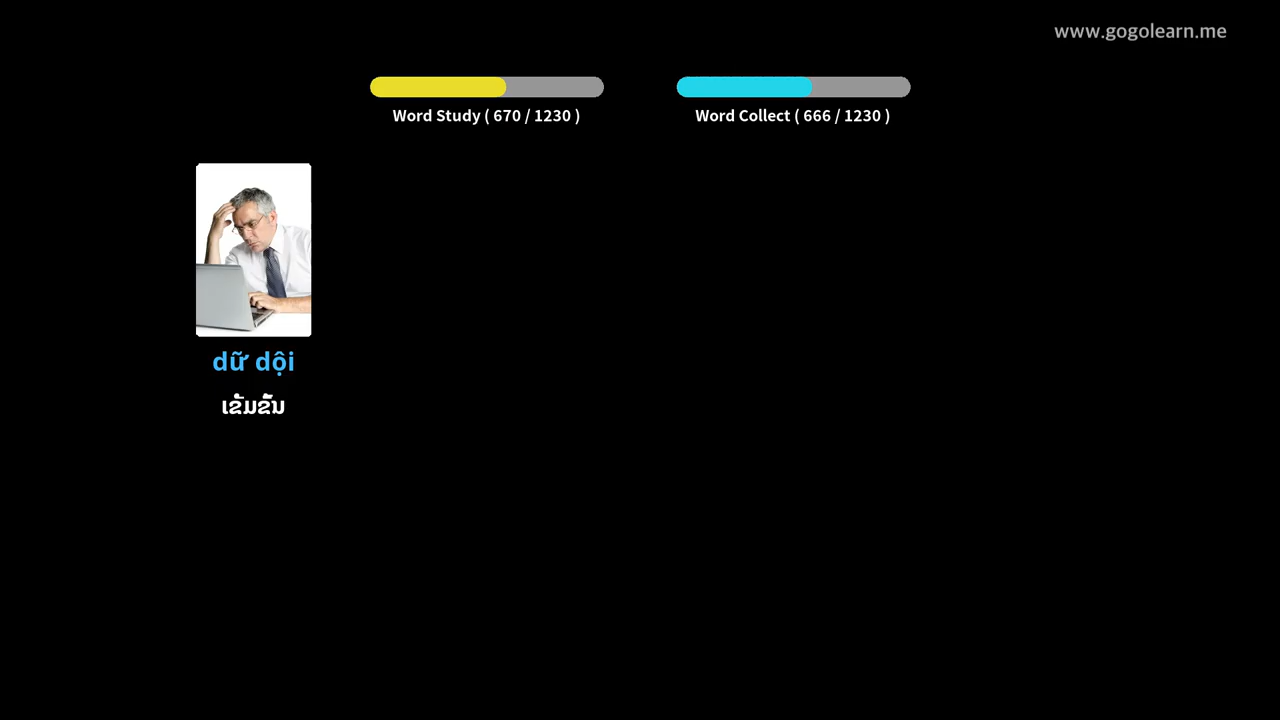 www.gogolearn.me
Word Study ( 670 / 1230 )
Word Collect ( 666 / 1230 )
dữ dội
ເຂັ້ມຂຸ້ນ